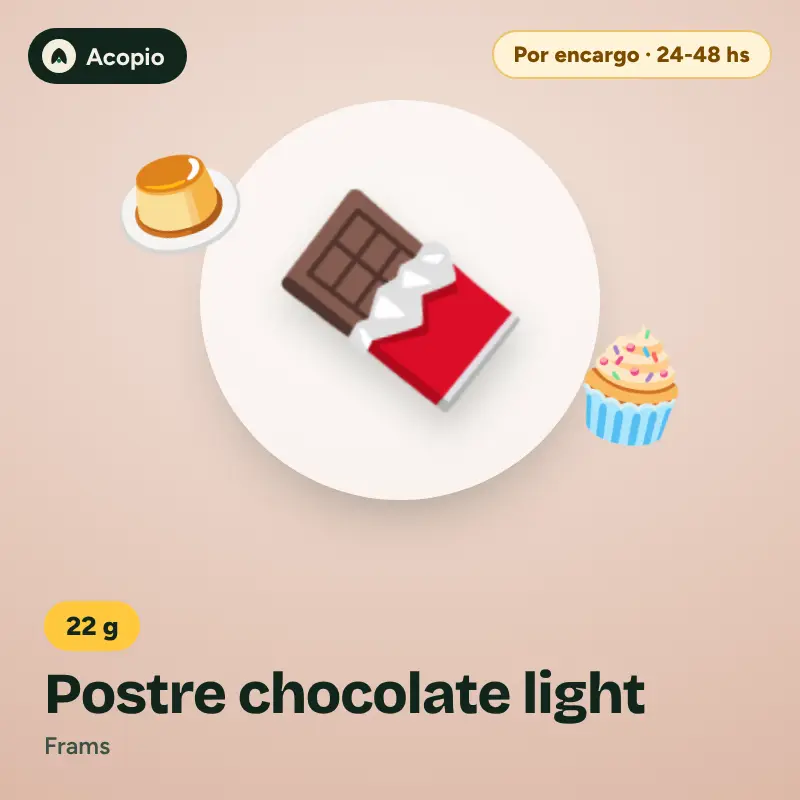 Acopio
Por encargo · 24-48 hs
22 g
Postre chocolate light
Frams